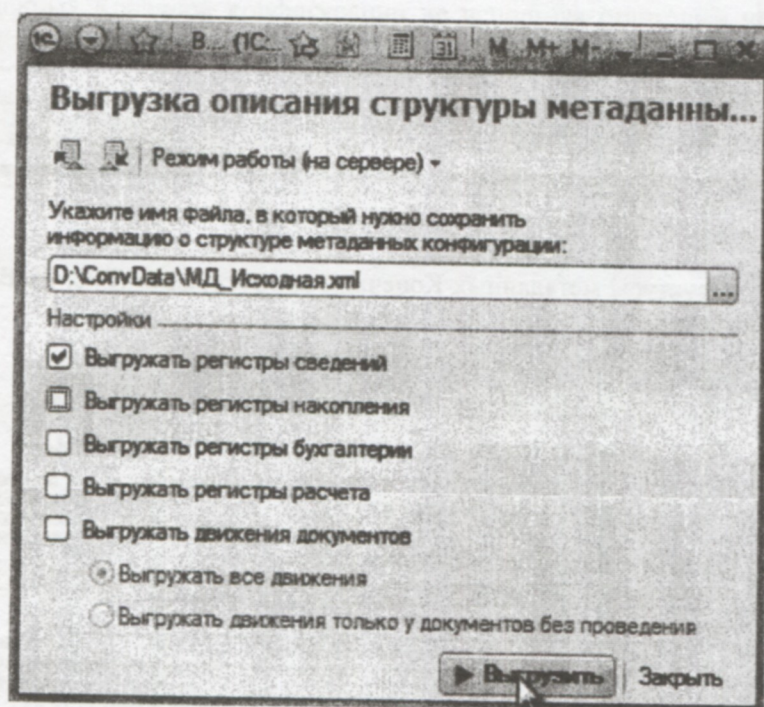 В... (1С:... 31 M M+ M-
Выгрузка описания структуры метаданны...
Режим работы (на сервере)
Укажите имя файла, в который нужно сохранить
информацию о структуре метаданных конфигурации:
D:\ConvData\МД_Исходная.xml
...
Настройки
Выгружать регистры сведений
Выгружать регистры накопления
Выгружать регистры бухгалтерии
Выгружать регистры расчета
Выгружать движения документов
Выгружать все движения
Выгружать движения только у документов без проведения
Выгрузить Закрыть